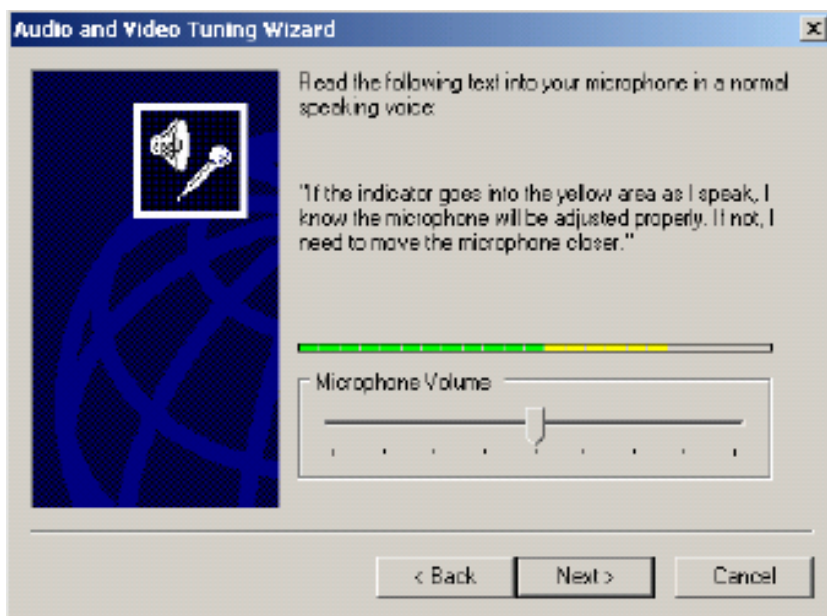 Audio and Video Tuning Wizard
Read the following text into your microphone in a normal
speaking voice:
"If the indicator goes into the yellow area as I speak, I
know the microphone will be adjusted properly. If not, I
need to move the microphone closer."
Microphone Volume
< Back Next > Cancel